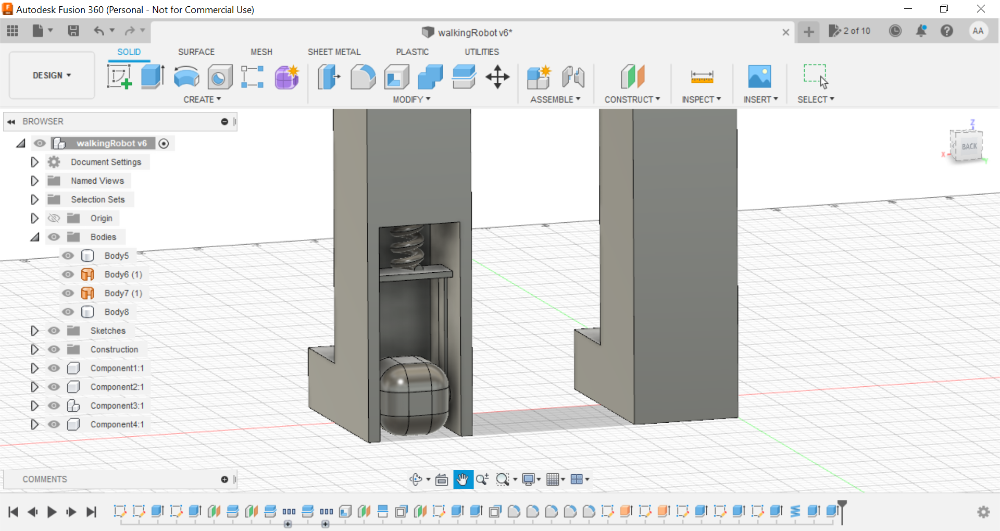 Autodesk Fusion 360 (Personal - Not for Commercial Use)
walkingRobot v6*
2 of 10
AA
DESIGN
SOLID
SURFACE
MESH
SHEET METAL
PLASTIC
UTILITIES
CREATE
MODIFY
ASSEMBLE
CONSTRUCT
INSPECT
INSERT
SELECT
BROWSER
walkingRobot v6
Document Settings
Named Views
Selection Sets
Origin
Bodies
Body5
Body6 (1)
Body7 (1)
Body8
Sketches
Construction
Component1:1
Component2:1
Component3:1
Component4:1
Z
BACK
X
Y
COMMENTS